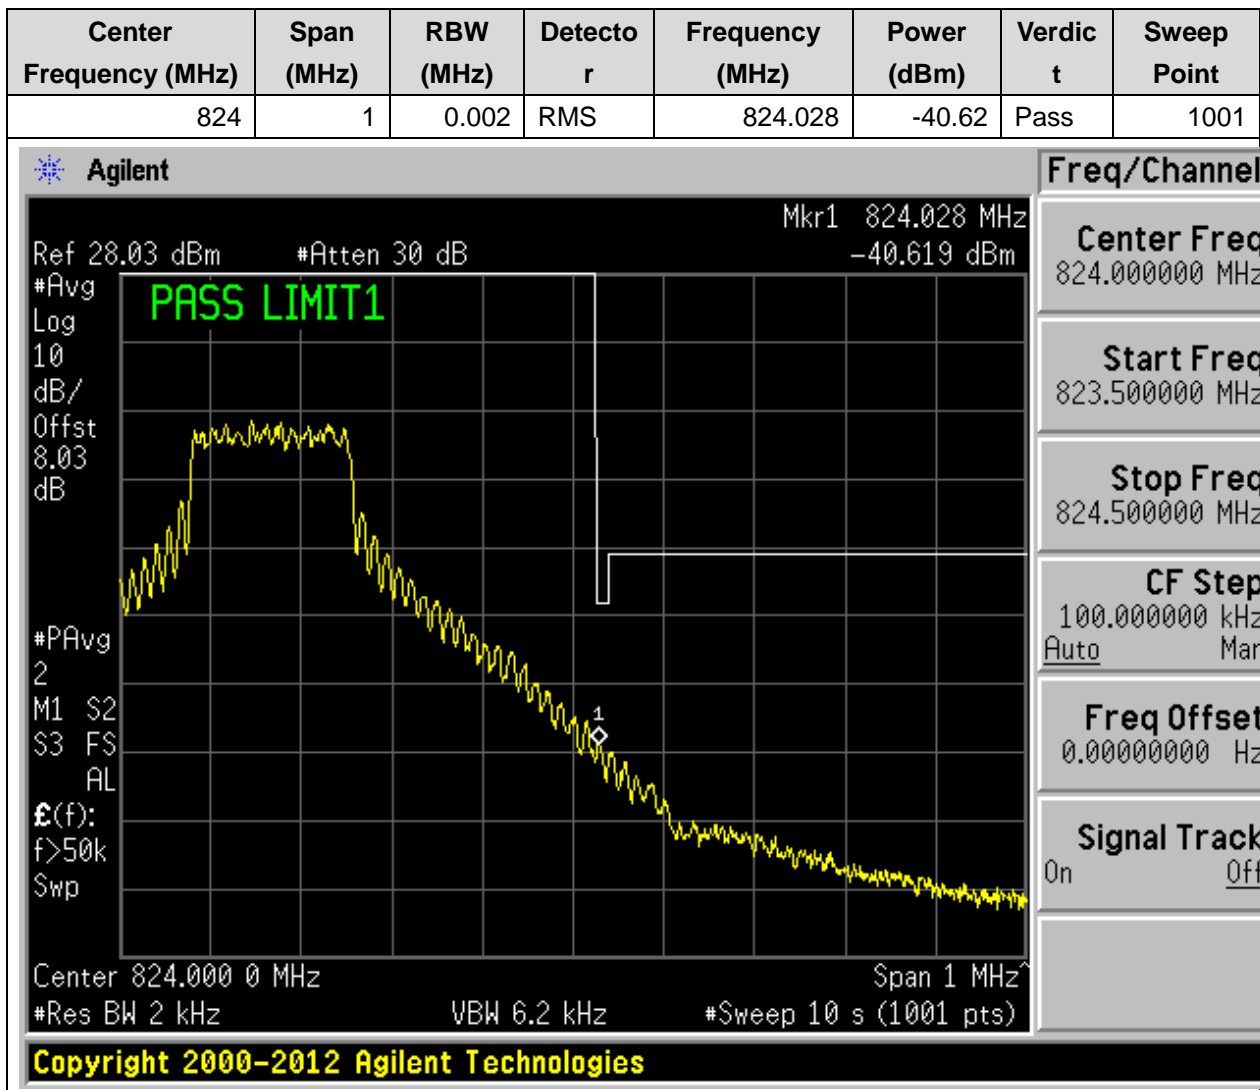 Center Frequency (MHz) Span (MHz) RBW (MHz) Detecto r Frequency (MHz) Power (dBm) Verdic t Sweep Point
824 1 0.002 RMS 824.028 -40.62 Pass 1001
Agilent Freq/Channel
Mkr1 824.028 MHz
Ref 28.03 dBm #Atten 30 dB -40.619 dBm
#Avg
Log
10
dB/
Offst
8.03
dB
PASS LIMIT1
#PAvg
2
M1 S2
S3 FS
AL
£(f):
f>50k
Swp
1
Center 824.000 0 MHz Span 1 MHz^
#Res BW 2 kHz VBW 6.2 kHz #Sweep 10 s (1001 pts)
Center Freq
824.000000 MHz
Start Freq
823.500000 MHz
Stop Freq
824.500000 MHz
CF Step
100.000000 kHz
Auto Man
Freq Offset
0.00000000 Hz
Signal Track
On Off
Copyright 2000-2012 Agilent Technologies